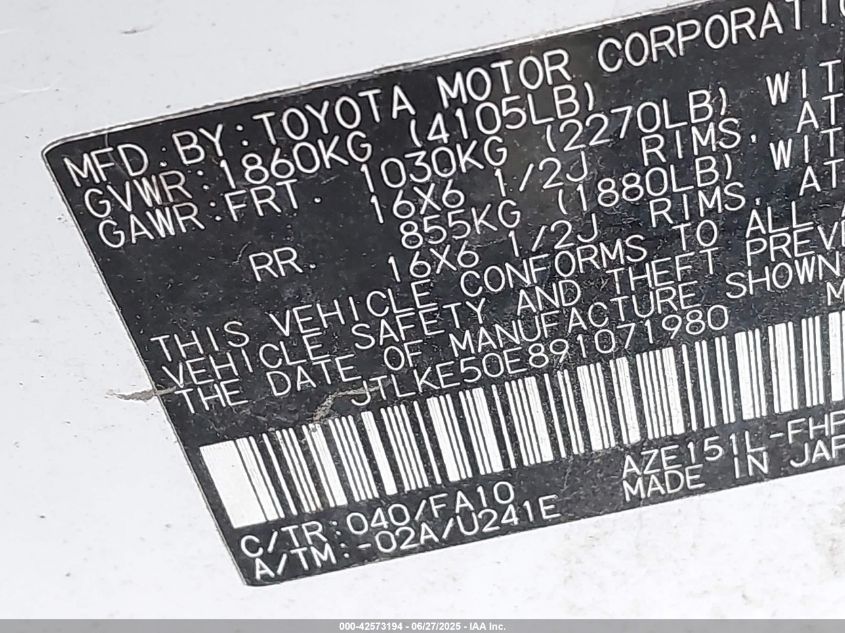 MFD. BY: TOYOTA MOTOR CORPORATIO
GVWR: 1860KG (4105LB)
GAWR: FRT. 1030KG (2270LB) WIT
16X6 1/2J RIMS, AT
RR. 855KG (1880LB) WIT
16X6 1/2J RIMS, AT
THIS VEHICLE CONFORMS TO ALL
VEHICLE SAFETY AND THEFT PREVE
THE DATE OF MANUFACTURE SHOWN
JTLKE50E891071980 M
C/TR: 040/FA10 AZE151L-FHP
A/TM: -02A/U241E MADE IN JAP
000-42573194 - 06/27/2025 - IAA Inc.